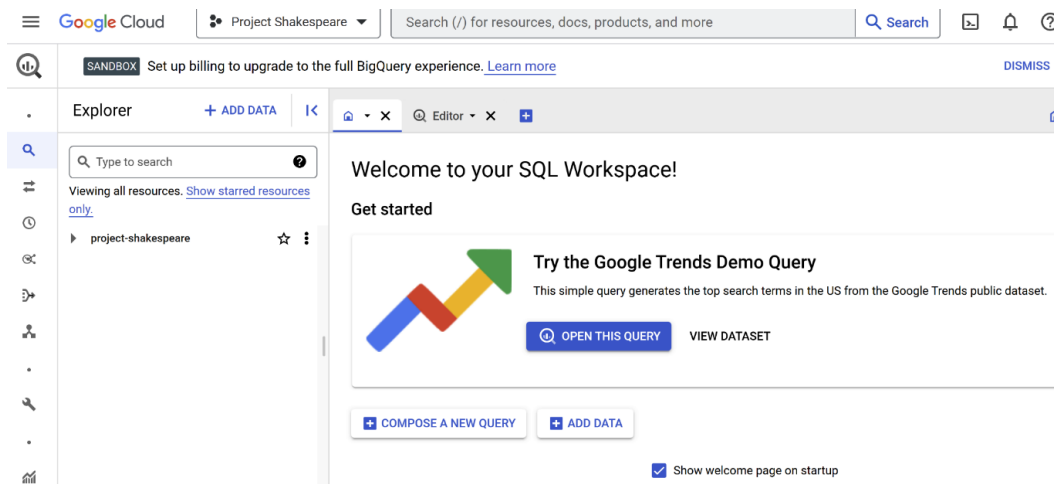 Google Cloud
Project Shakespeare
Search (/) for resources, docs, products, and more
Search
SANDBOX Set up billing to upgrade to the full BigQuery experience. Learn more
DISMISS
Explorer
+ ADD DATA
Editor
Type to search
Viewing all resources. Show starred resources
only.
project-shakespeare
Welcome to your SQL Workspace!
Get started
Try the Google Trends Demo Query
This simple query generates the top search terms in the US from the Google Trends public dataset.
OPEN THIS QUERY
VIEW DATASET
COMPOSE A NEW QUERY
ADD DATA
Show welcome page on startup